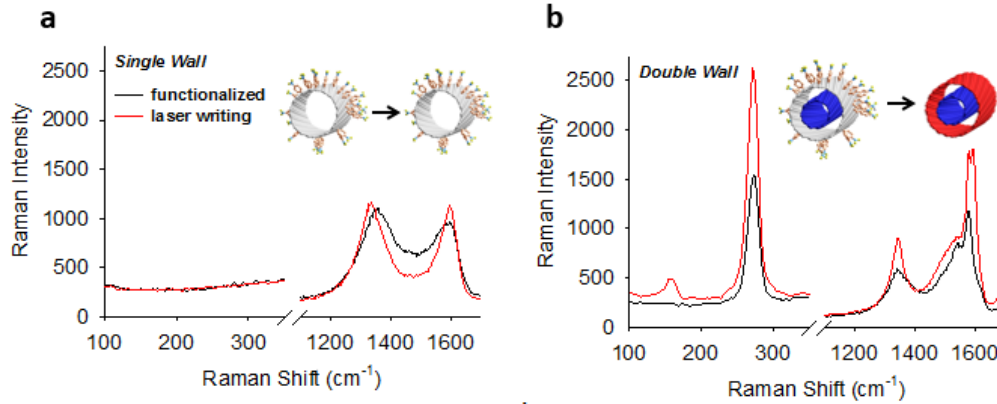 a
Single Wall
functionalized
laser writing
2500
2000
1500
1000
500
0
Raman Intensity
100 200 300 1200 1400 1600
Raman Shift (cm⁻¹)
b
Double Wall
2500
2000
1500
1000
500
0
Raman Intensity
100 200 300 1200 1400 1600
Raman Shift (cm⁻¹)